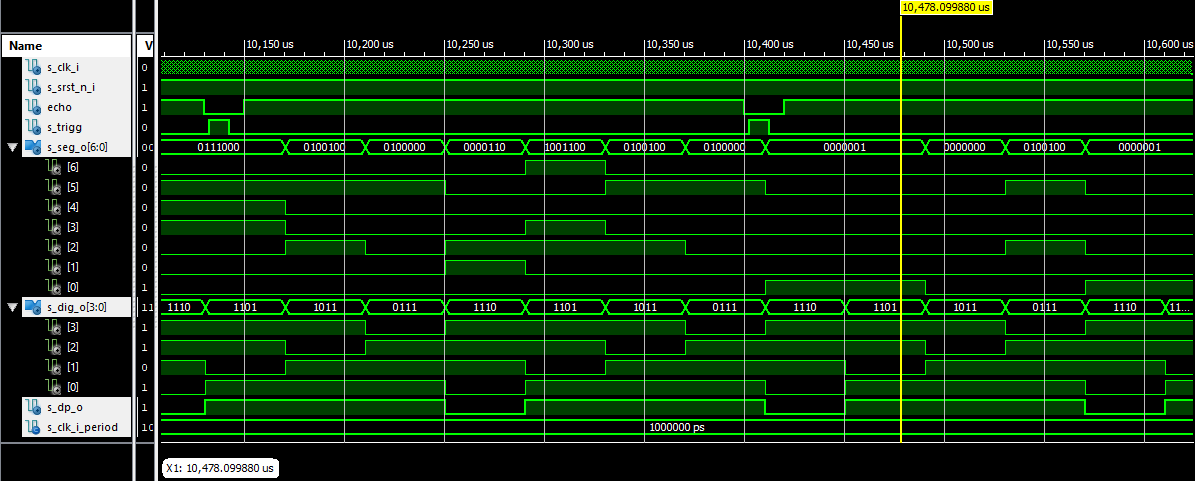 10,478.099880 us
Name V 10,150 us 10,200 us 10,250 us 10,300 us 10,350 us 10,400 us 10,450 us 10,500 us 10,550 us 10,600 us
s_clk_i 0
s_srst_n_i 1
echo 1
s_trigg 0
s_seg_o[6:0] 00 0111000 0100100 0100000 0000110 1001100 0100100 0100000 0000001 0000000 0100100 0000001
[6] 0
[5] 0
[4] 0
[3] 0
[2] 0
[1] 0
[0] 1
s_dig_o[3:0] 11 1110 1101 1011 0111 1110 1101 1011 0111 1110 1101 1011 0111 1110 11...
[3] 1
[2] 1
[1] 0
[0] 1
s_dp_o 1
s_clk_i_period 10 1000000 ps
X1: 10,478.099880 us